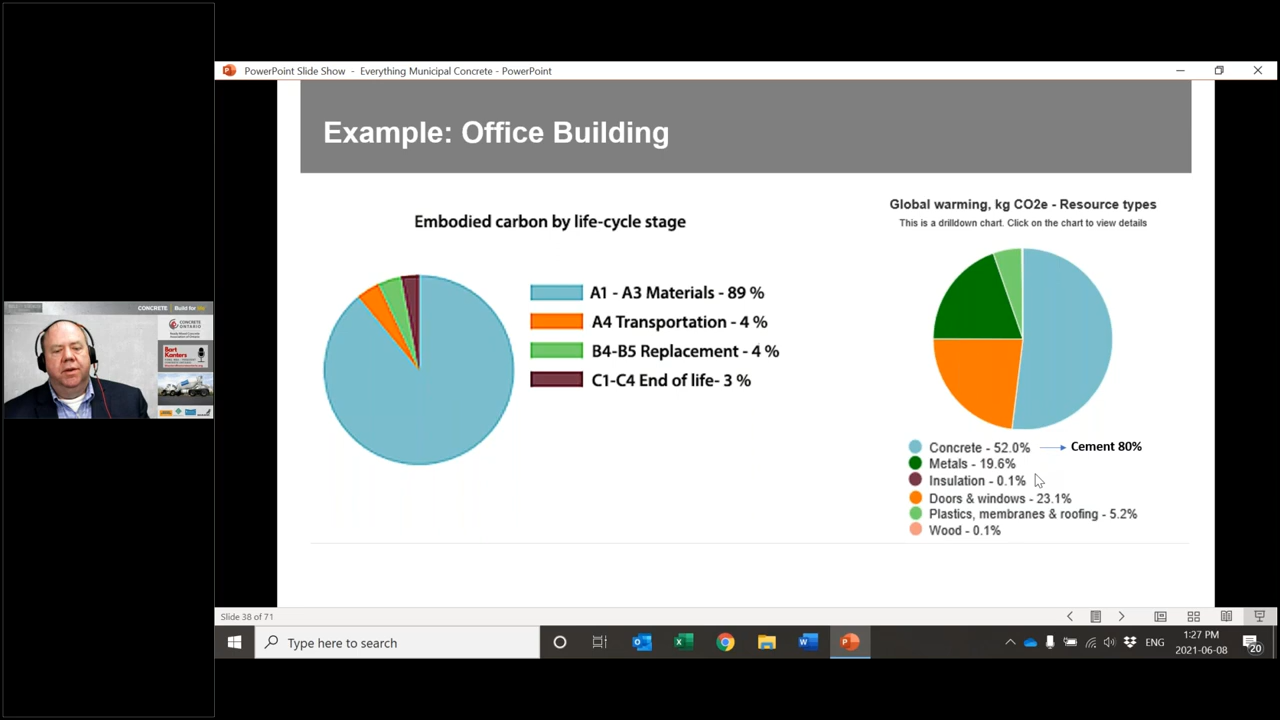 PowerPoint Slide Show - Everything Municipal Concrete - PowerPoint
Example: Office Building
Embodied carbon by life-cycle stage
A1 - A3 Materials - 89 %
A4 Transportation - 4 %
B4-B5 Replacement - 4 %
C1-C4 End of life- 3 %
Global warming, kg CO2e - Resource types
This is a drilldown chart. Click on the chart to view details
Concrete - 52.0%
Cement 80%
Metals - 19.6%
Insulation - 0.1%
Doors & windows - 23.1%
Plastics, membranes & roofing - 5.2%
Wood - 0.1%
CONCRETE
Build for life
CONCRETE
ONTARIO
Bart
Kanters
Slide 38 of 71
Type here to search
ENG
1:27 PM
2021-06-08
20